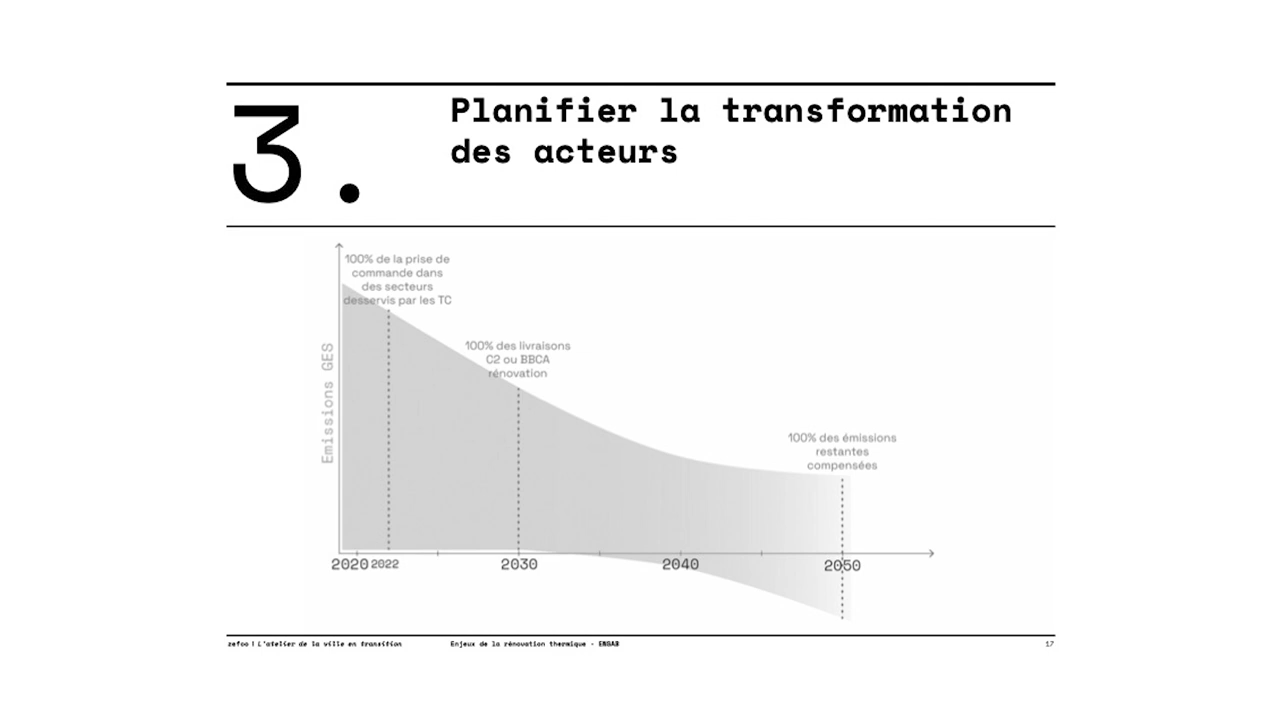 3.
Planifier la transformation
des acteurs
100% de la prise de
commande dans
des secteurs
desservis par les TC
100% des livraisons
C2 ou BBCA
rénovation
100% des émissions
restantes
compensées
Emissions GES
2020 2022 2030 2040 2050
zefco | L'atelier de la ville en transition
Enjeux de la rénovation thermique - ENSAB
17